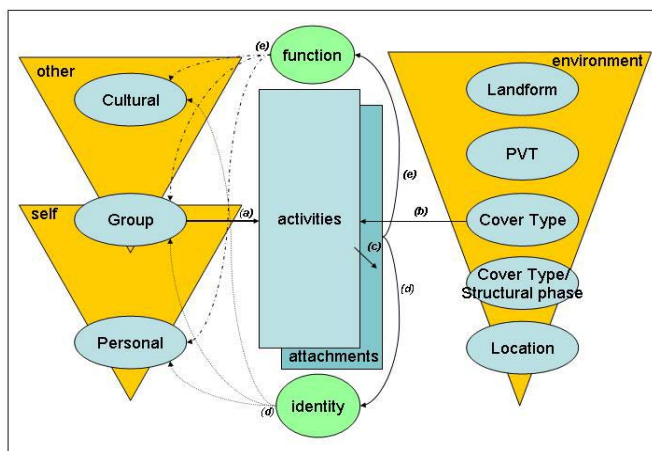 other
Cultural
self
Group
Personal
(e)
function
(a)
activities
(c)
attachments
(d)
identity
(e)
(b)
(d)
environment
Landform
PVT
Cover Type
Cover Type/
Structural phase
Location